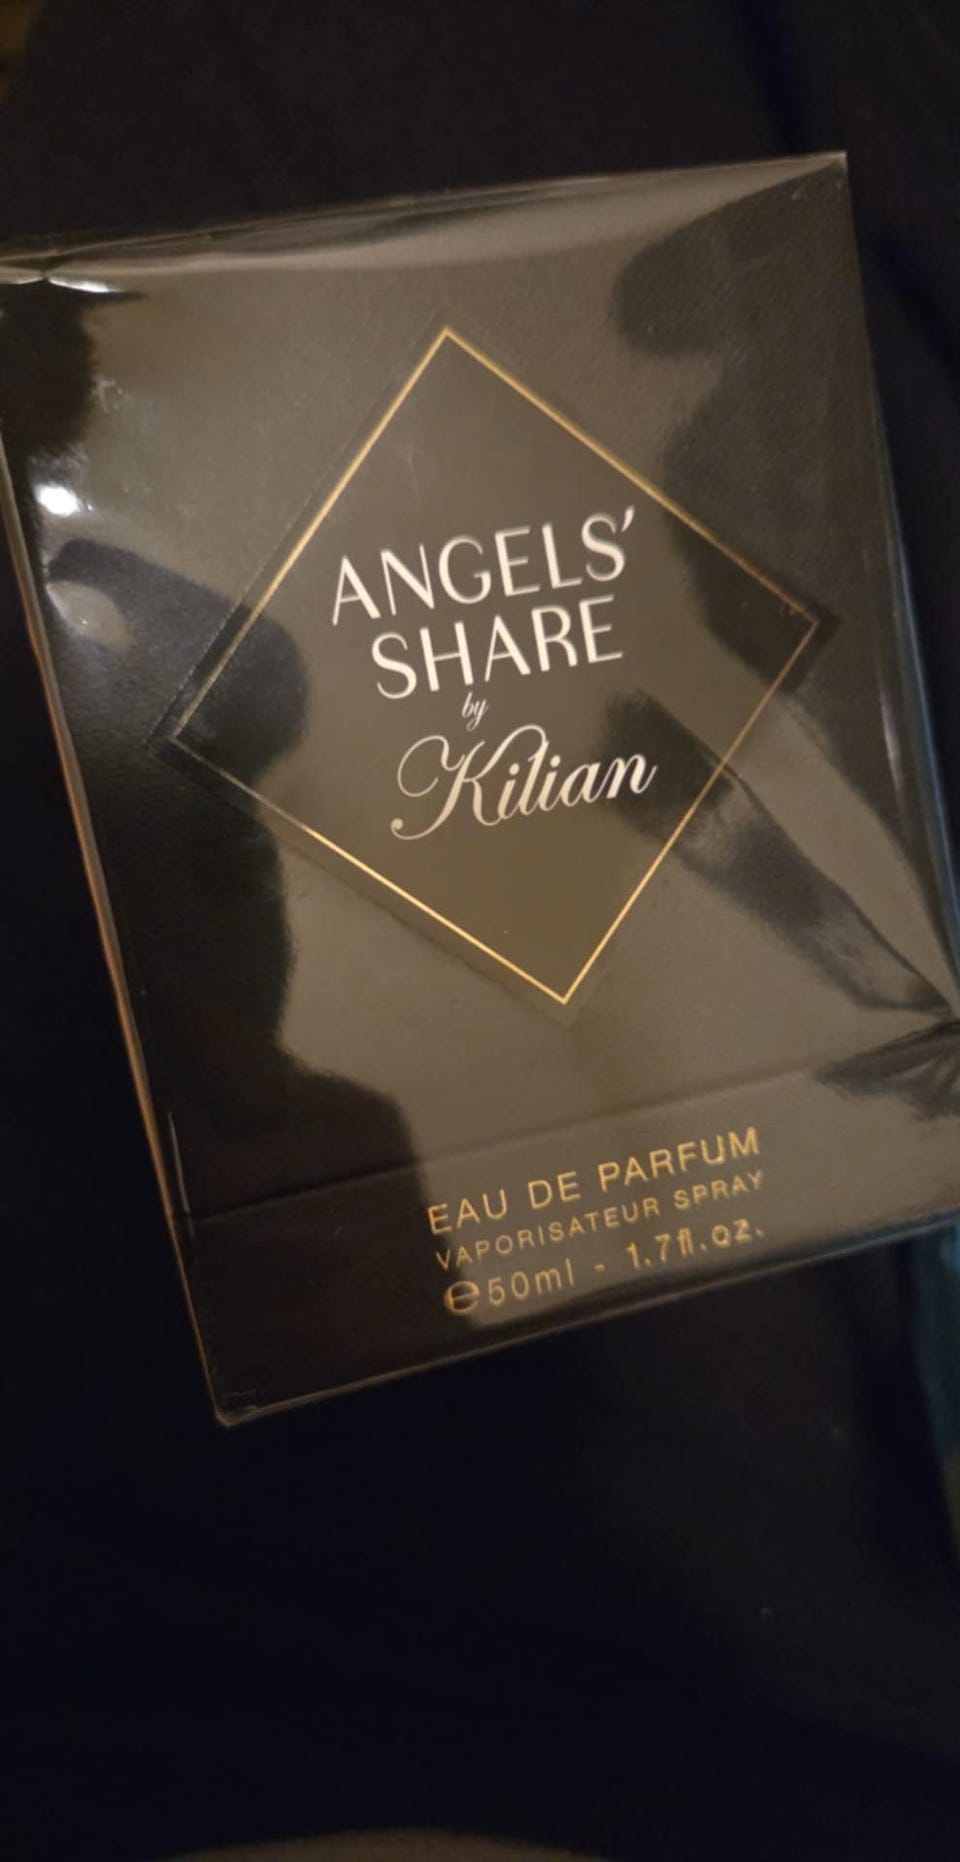 ANGELS'
SHARE
by
Kilian
EAU DE PARFUM
VAPORISATEUR SPRAY
℮50ml - 1.7fl.oz.